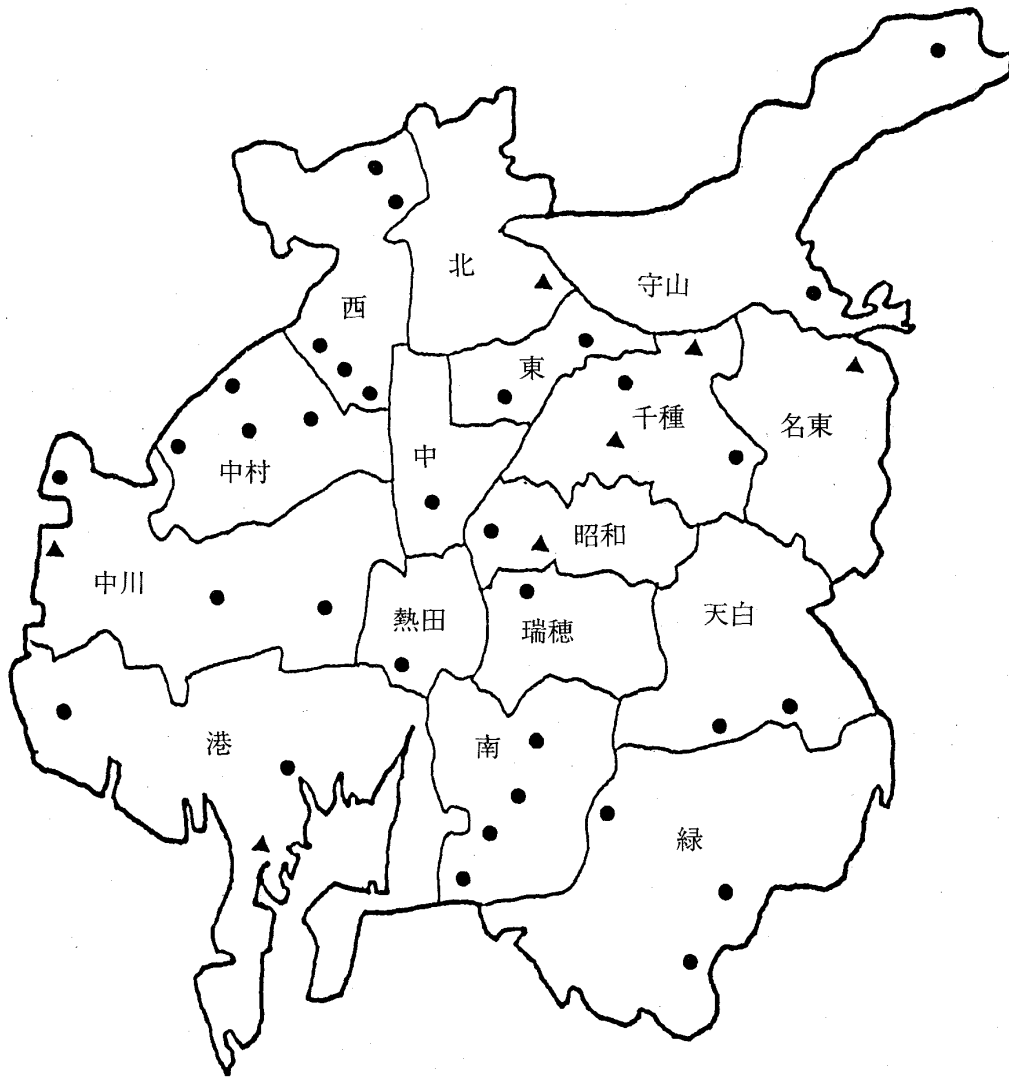 北
守山
西
東
千種
名東
中
中村
昭和
中川
熱田
瑞穂
天白
港
南
緑